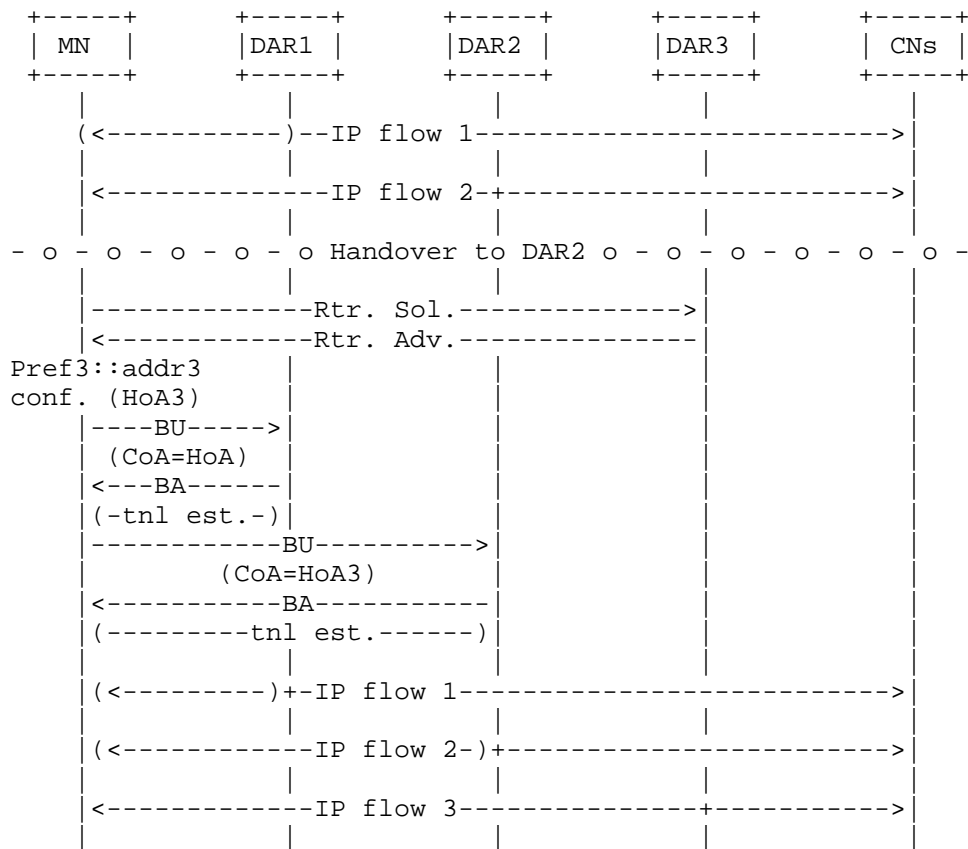 MN DAR1 DAR2 DAR3 CNs
IP flow 1
IP flow 2
Handover to DAR2
Rtr. Sol.
Rtr. Adv.
Pref3::addr3
conf. (HoA3)
BU
(CoA=HoA)
BA
(-tnl est.-)
BU
(CoA=HoA3)
BA
tnl est.
IP flow 1
IP flow 2
IP flow 3